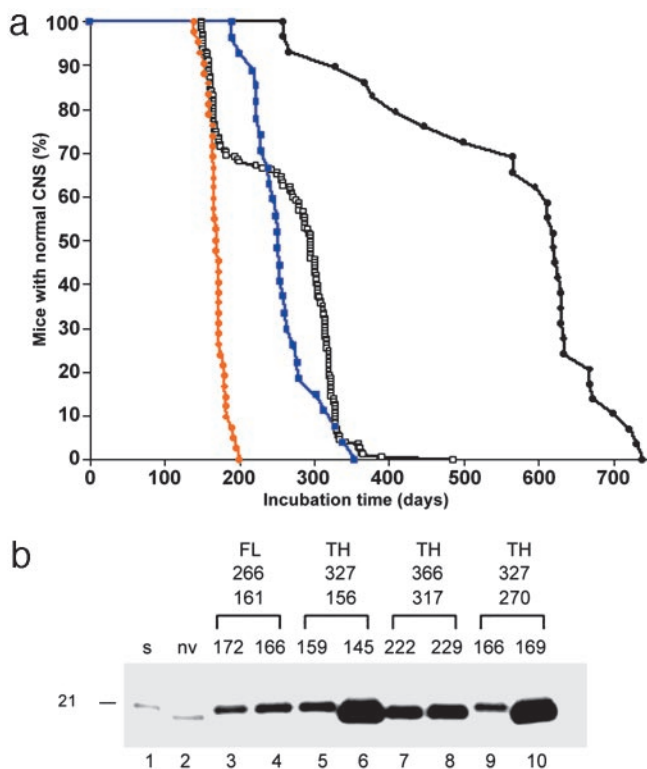 a
Mice with normal CNS (%)
100
90
80
70
60
50
40
30
20
10
0
0 100 200 300 400 500 600 700
Incubation time (days)
b
FL TH TH TH
266 327 366 327
161 156 317 270
s nv 172 166 159 145 222 229 166 169
21
1 2 3 4 5 6 7 8 9 10